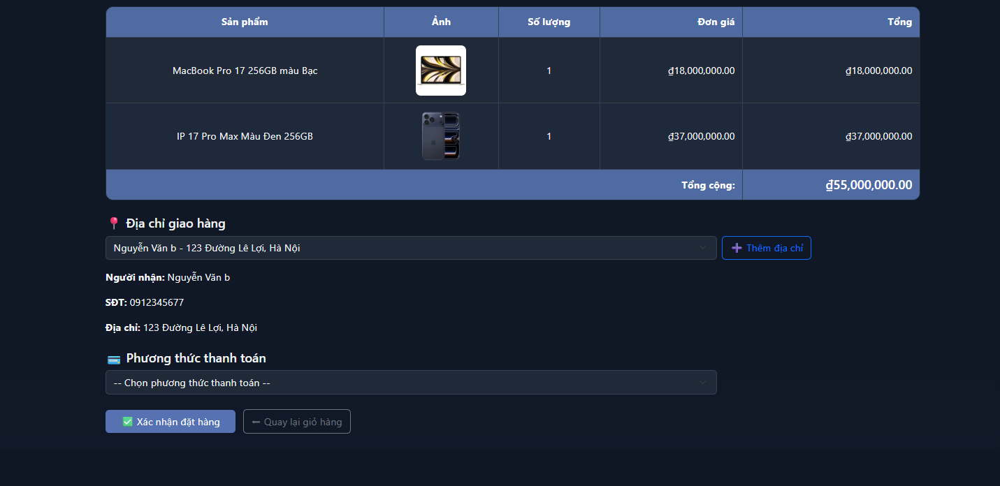 Sản phẩm Ảnh Số lượng Đơn giá Tổng
MacBook Pro 17 256GB màu Bạc 1 ₫18,000,000.00 ₫18,000,000.00
IP 17 Pro Max Màu Đen 256GB 1 ₫37,000,000.00 ₫37,000,000.00
Tổng cộng: ₫55,000,000.00
📍 Địa chỉ giao hàng
Nguyễn Văn b - 123 Đường Lê Lợi, Hà Nội ➕ Thêm địa chỉ
Người nhận: Nguyễn Văn b
SĐT: 0912345677
Địa chỉ: 123 Đường Lê Lợi, Hà Nội
💳 Phương thức thanh toán
-- Chọn phương thức thanh toán --
✅ Xác nhận đặt hàng ← Quay lại giỏ hàng